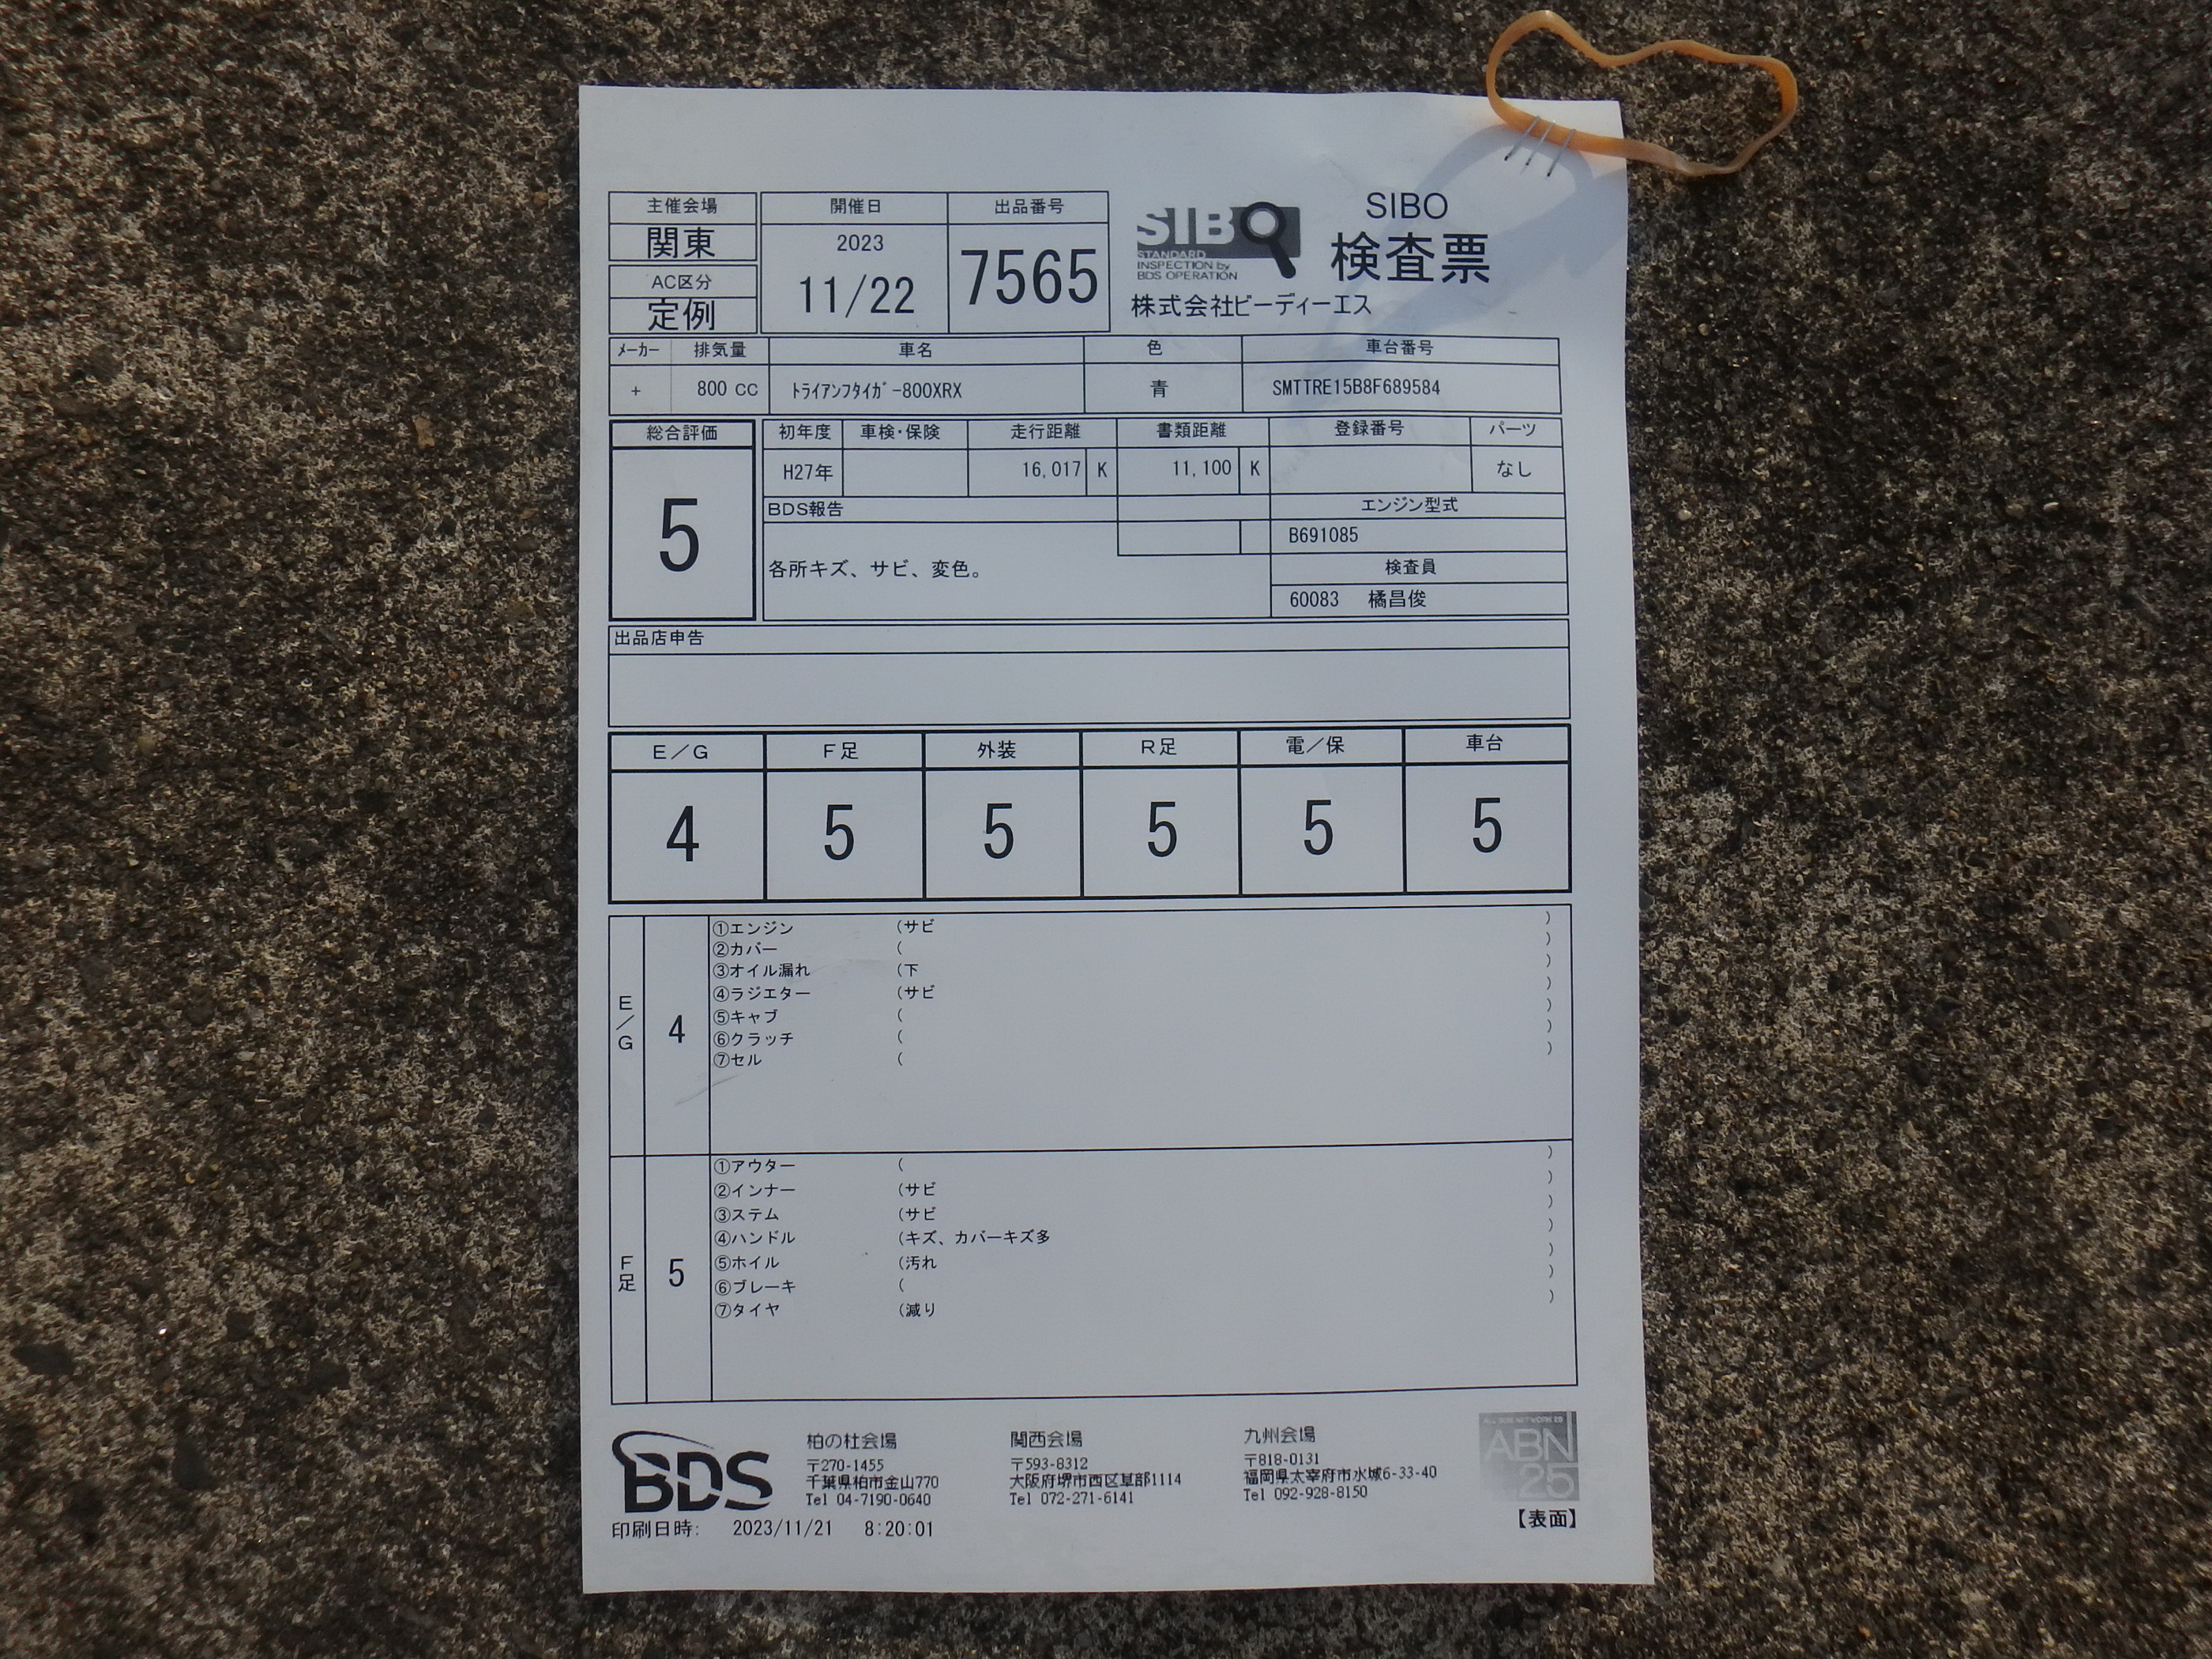 主催会場
関東
AC区分
定例
開催日
2023
11/22
出品番号
7565
SIBO
STANDARD
INSPECTION by
BDS OPERATION
SIBO
検査票
株式会社ビーディーエス
メーカー 排気量 車名 色 車台番号
+ 800 CC トライアンフタイガー800XRX 青 SMTTRE15B8F689584
総合評価
5
初年度 車検・保険 走行距離 書類距離 登録番号 パーツ
H27年 16,017 K 11,100 K なし
BDS報告
各所キズ、サビ、変色。
エンジン型式
B691085
検査員
60083 橘昌俊
出品店申告
E/G F足 外装 R足 電/保 車台
4 5 5 5 5 5
E/G
4
①エンジン (サビ )
②カバー ( )
③オイル漏れ (下 )
④ラジエター (サビ )
⑤キャブ ( )
⑥クラッチ ( )
⑦セル ( )
F足
5
①アウター ( )
②インナー (サビ )
③ステム (サビ )
④ハンドル (キズ、カバーキズ多 )
⑤ホイル (汚れ )
⑥ブレーキ ( )
⑦タイヤ (減り )
BDS
柏の杜会場
〒270-1455
千葉県柏市金山770
Tel 04-7190-0640
関西会場
〒593-8312
大阪府堺市西区草部1114
Tel 072-271-6141
九州会場
〒818-0131
福岡県太宰府市水城6-33-40
Tel 092-928-8150
ABN
25
【表面】
印刷日時: 2023/11/21 8:20:01